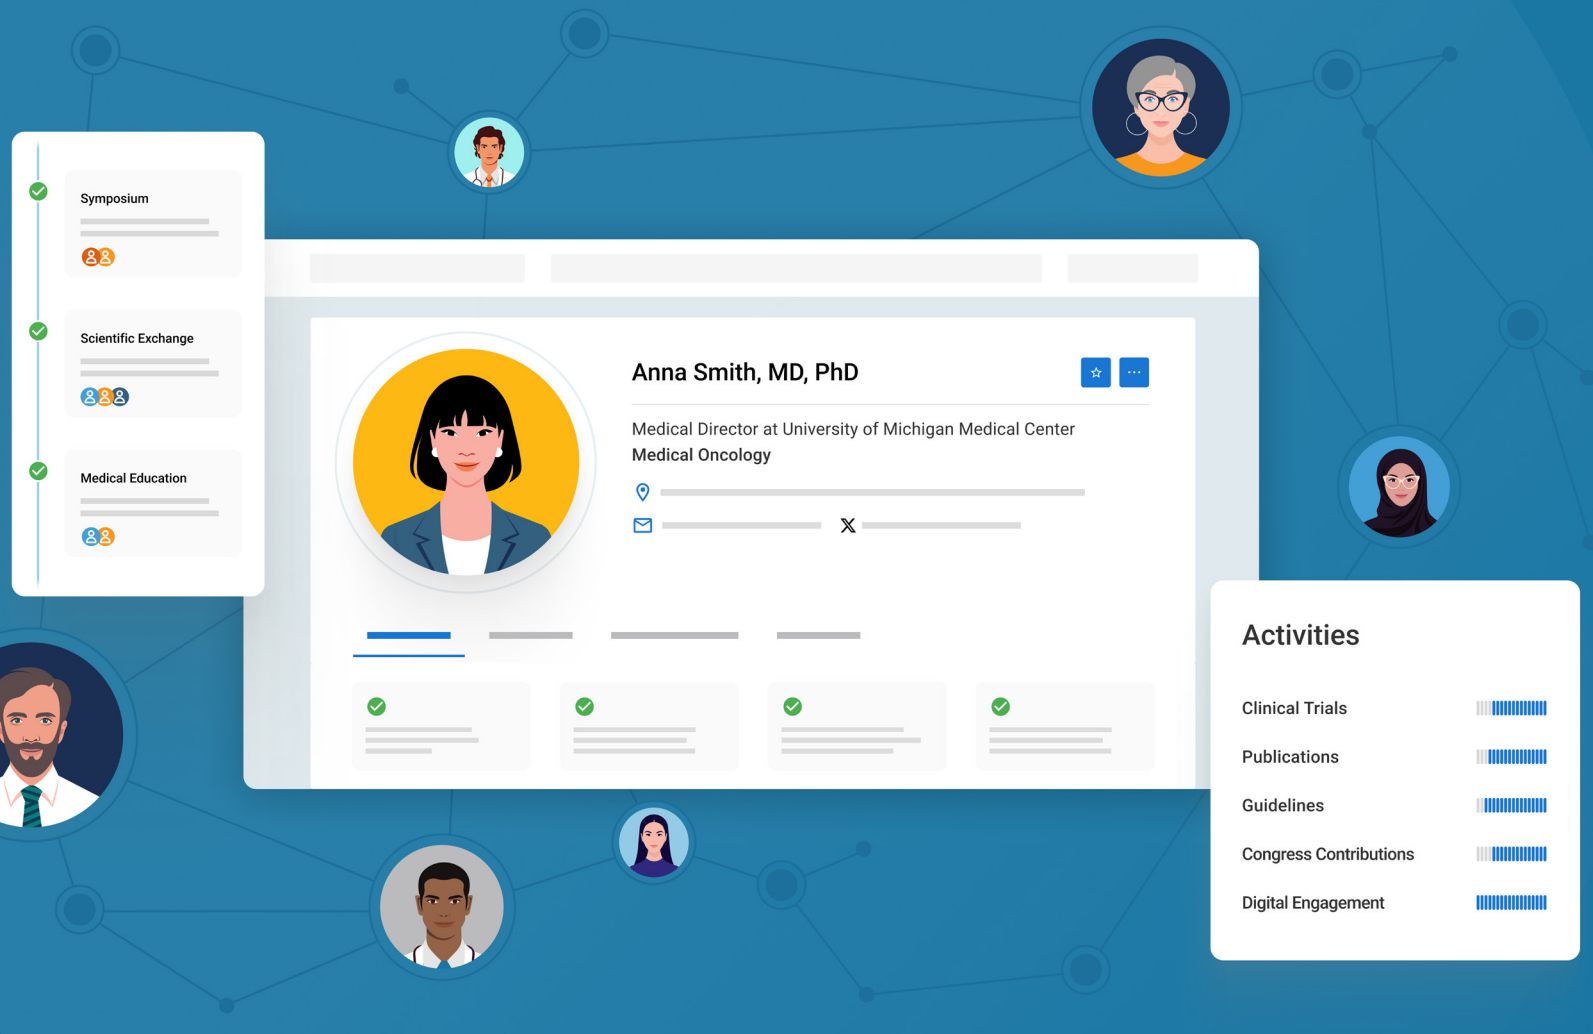 Symposium
Scientific Exchange
Medical Education
Anna Smith, MD, PhD
Medical Director at University of Michigan Medical Center
Medical Oncology
Activities
Clinical Trials
Publications
Guidelines
Congress Contributions
Digital Engagement